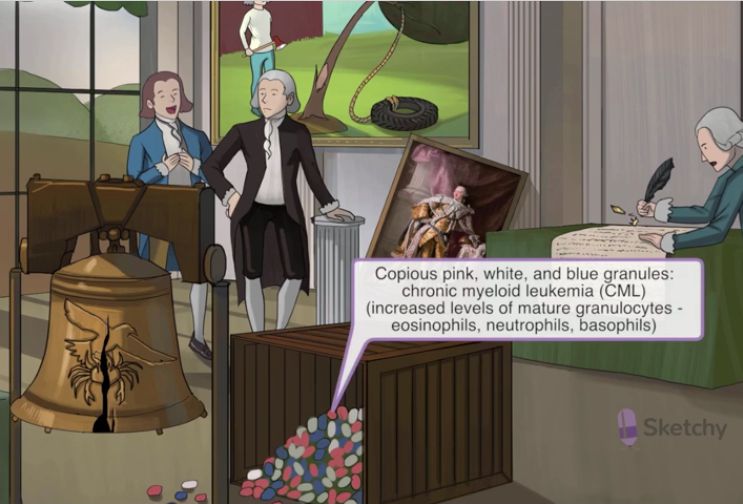 Copious pink, white, and blue granules:
chronic myeloid leukemia (CML)
(increased levels of mature granulocytes -
eosinophils, neutrophils, basophils)
Sketchy